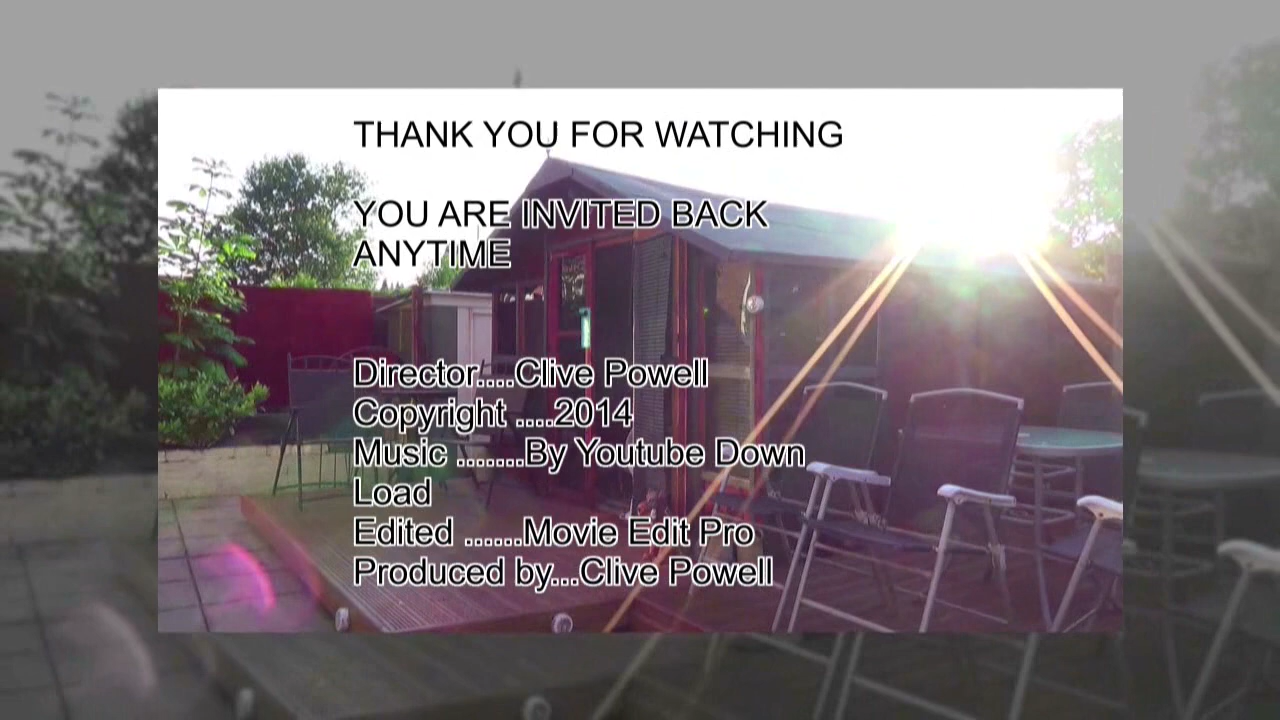 THANK YOU FOR WATCHING
YOU ARE INVITED BACK
ANYTIME
Director....Clive Powell
Copyright ....2014
Music .......By Youtube Down
Load
Edited ......Movie Edit Pro
Produced by...Clive Powell